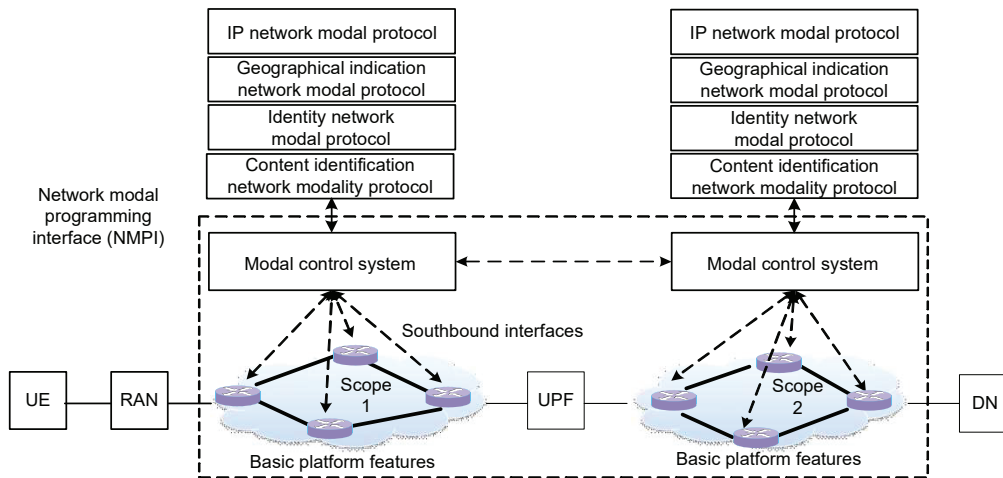 IP network modal protocol
Geographical indication
network modal protocol
Identity network
modal protocol
Content identification
network modality protocol
IP network modal protocol
Geographical indication
network modal protocol
Identity network
modal protocol
Content identification
network modality protocol
Network modal
programming
interface (NMPI)
Modal control system
Modal control system
Southbound interfaces
UE
RAN
Scope
1
UPF
Scope
2
DN
Basic platform features
Basic platform features